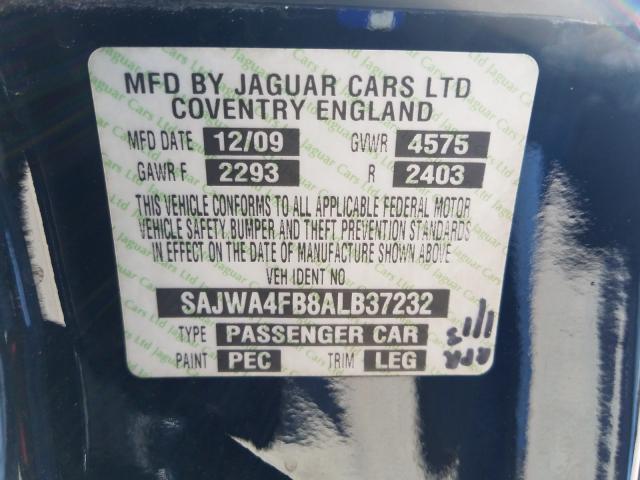 MFD BY JAGUAR CARS LTD
COVENTRY ENGLAND
MFD DATE 12/09 GVWR 4575
GAWR F 2293 R 2403
THIS VEHICLE CONFORMS TO ALL APPLICABLE FEDERAL MOTOR
VEHICLE SAFETY, BUMPER AND THEFT PREVENTION STANDARDS
IN EFFECT ON THE DATE OF MANUFACTURE SHOWN ABOVE
VEH IDENT NO
SAJWA4FB8ALB37232
TYPE PASSENGER CAR
PAINT PEC TRIM LEG